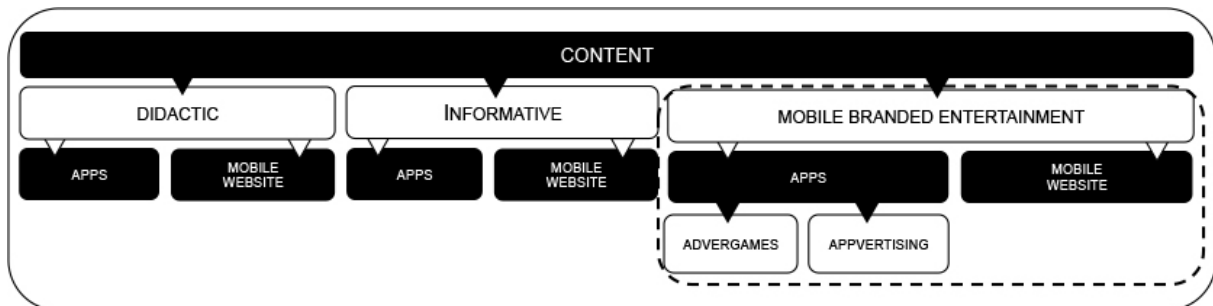 CONTENT
DIDACTIC
INFORMATIVE
MOBILE BRANDED ENTERTAINMENT
APPS
MOBILE
WEBSITE
APPS
MOBILE
WEBSITE
APPS
MOBILE
WEBSITE
ADVERGAMES
APPVERTISING